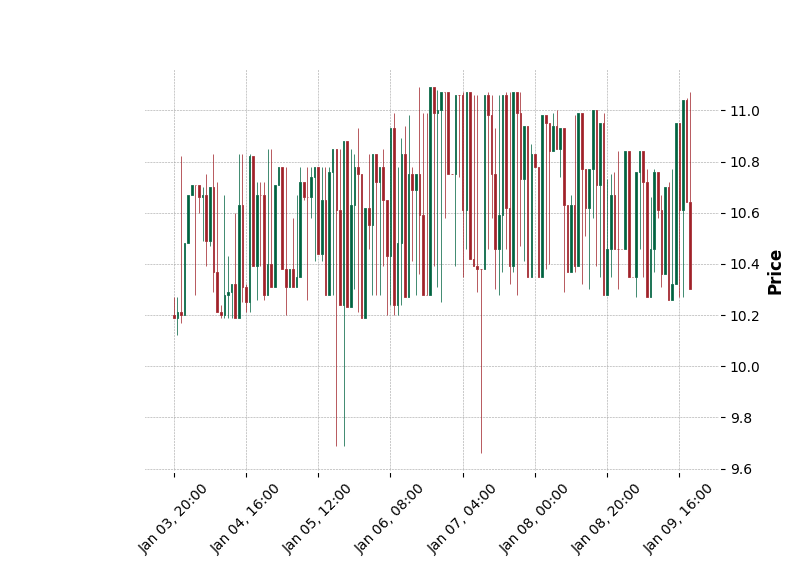 11.0
10.8
10.6
10.4
10.2
10.0
9.8
9.6
Price
Jan 03, 20:00
Jan 04, 16:00
Jan 05, 12:00
Jan 06, 08:00
Jan 07, 04:00
Jan 08, 00:00
Jan 08, 20:00
Jan 09, 16:00